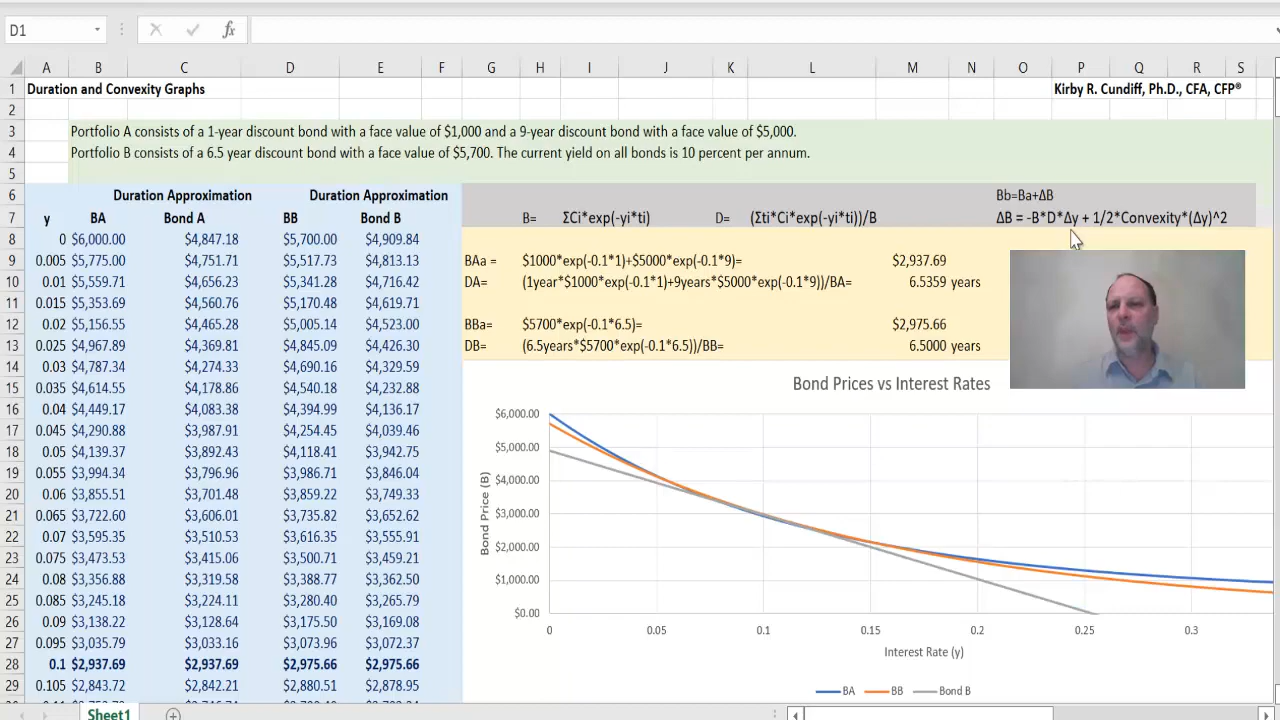 D1
fx
A B C D E F G H I J K L M N O P Q R S
1 Duration and Convexity Graphs Kirby R. Cundiff, Ph.D., CFA, CFP®
2
3 Portfolio A consists of a 1-year discount bond with a face value of $1,000 and a 9-year discount bond with a face value of $5,000.
4 Portfolio B consists of a 6.5 year discount bond with a face value of $5,700. The current yield on all bonds is 10 percent per annum.
5
6 Duration Approximation Duration Approximation Bb=Ba+ΔB
7 y BA Bond A BB Bond B B= ΣCi*exp(-yi*ti) D= (Σti*Ci*exp(-yi*ti))/B ΔB = -B*D*Δy + 1/2*Convexity*(Δy)^2
8 0 $6,000.00 $4,847.18 $5,700.00 $4,909.84
9 0.005 $5,775.00 $4,751.71 $5,517.73 $4,813.13 BAa = $1000*exp(-0.1*1)+$5000*exp(-0.1*9)= $2,937.69
10 0.01 $5,559.71 $4,656.23 $5,341.28 $4,716.42 DA= (1year*$1000*exp(-0.1*1)+9years*$5000*exp(-0.1*9))/BA= 6.5359 years
11 0.015 $5,353.69 $4,560.76 $5,170.48 $4,619.71
12 0.02 $5,156.55 $4,465.28 $5,005.14 $4,523.00 BBa= $5700*exp(-0.1*6.5)= $2,975.66
13 0.025 $4,967.89 $4,369.81 $4,845.09 $4,426.30 DB= (6.5years*$5700*exp(-0.1*6.5))/BB= 6.5000 years
14 0.03 $4,787.34 $4,274.33 $4,690.16 $4,329.59
15 0.035 $4,614.55 $4,178.86 $4,540.18 $4,232.88
16 0.04 $4,449.17 $4,083.38 $4,394.99 $4,136.17
17 0.045 $4,290.88 $3,987.91 $4,254.45 $4,039.46
18 0.05 $4,139.37 $3,892.43 $4,118.41 $3,942.75
19 0.055 $3,994.34 $3,796.96 $3,986.71 $3,846.04
20 0.06 $3,855.51 $3,701.48 $3,859.22 $3,749.33
21 0.065 $3,722.60 $3,606.01 $3,735.82 $3,652.62
22 0.07 $3,595.35 $3,510.53 $3,616.35 $3,555.91
23 0.075 $3,473.53 $3,415.06 $3,500.71 $3,459.21
24 0.08 $3,356.88 $3,319.58 $3,388.77 $3,362.50
25 0.085 $3,245.18 $3,224.11 $3,280.40 $3,265.79
26 0.09 $3,138.22 $3,128.64 $3,175.50 $3,169.08
27 0.095 $3,035.79 $3,033.16 $3,073.96 $3,072.37
28 0.1 $2,937.69 $2,937.69 $2,975.66 $2,975.66
29 0.105 $2,843.72 $2,842.21 $2,880.51 $2,878.95
Bond Prices vs Interest Rates
Bond Price (B)
$6,000.00
$5,000.00
$4,000.00
$3,000.00
$2,000.00
$1,000.00
$0.00
0 0.05 0.1 0.15 0.2 0.25 0.3
Interest Rate (y)
BA BB Bond B
Sheet1